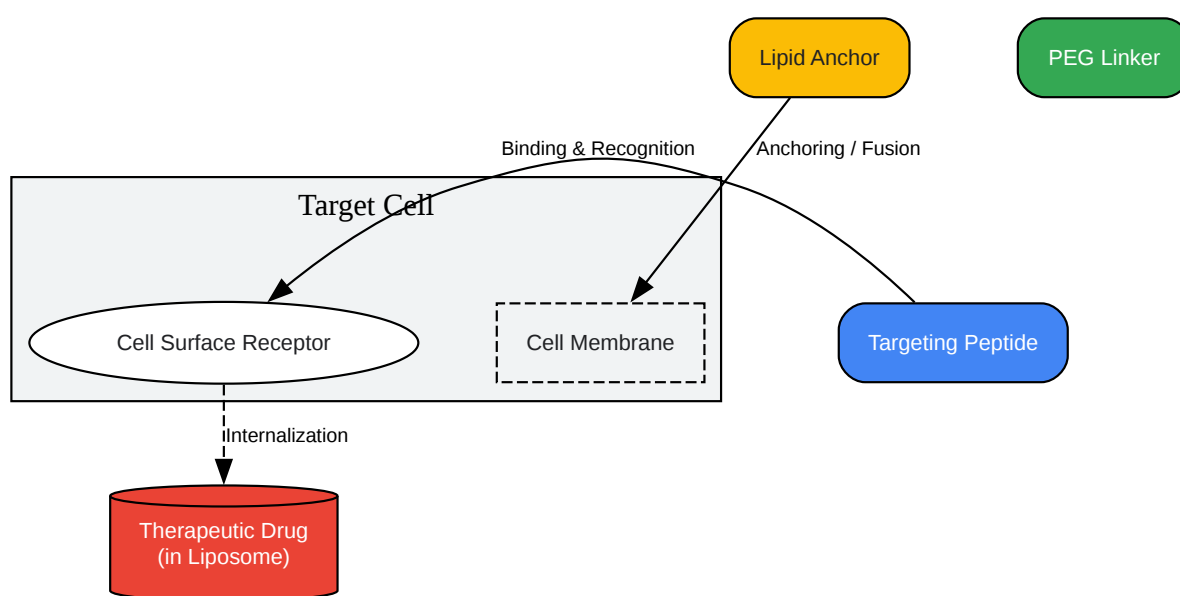 Lipid Anchor
PEG Linker
Binding & Recognition
Anchoring / Fusion
Target Cell
Cell Surface Receptor
Cell Membrane
Targeting Peptide
Internalization
Therapeutic Drug
(in Liposome)